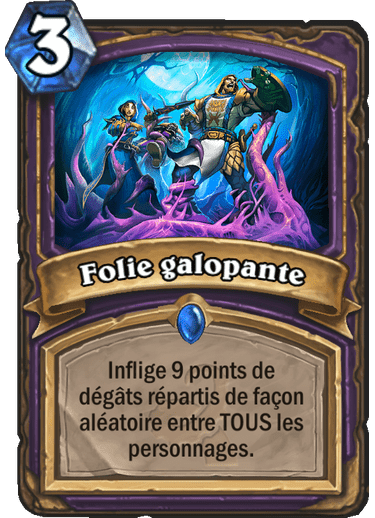 3
Folie galopante
Inflige 9 points de
dégâts répartis de façon
aléatoire entre TOUS les
personnages.